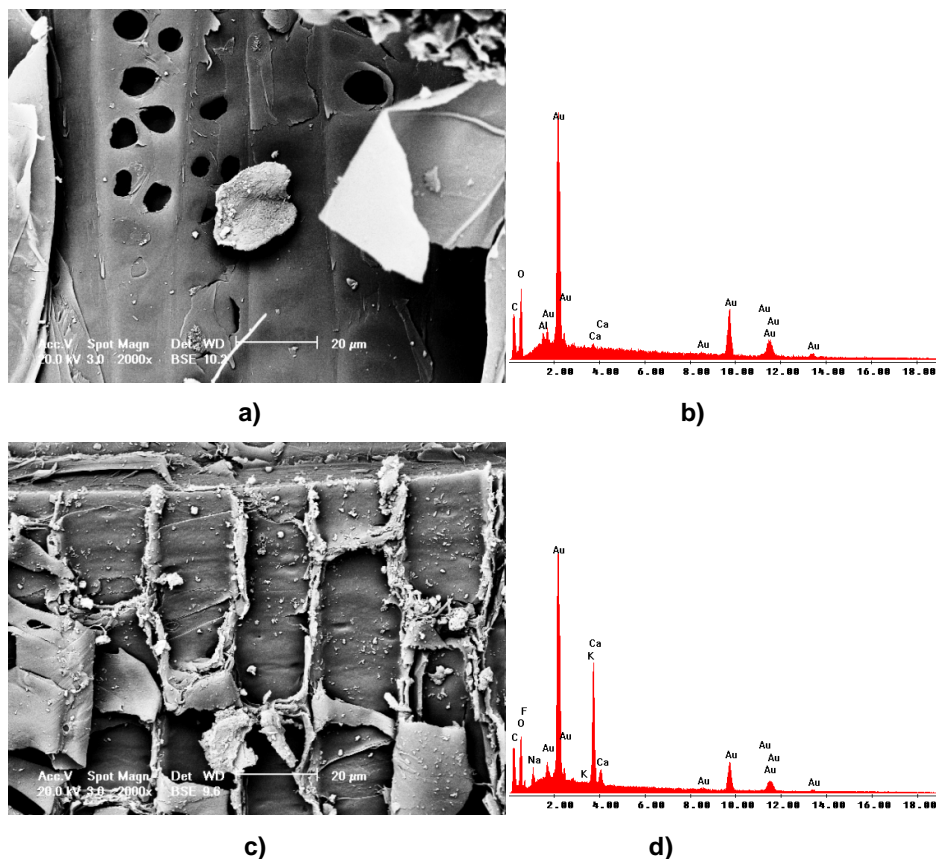 Acc.V Spot Magn Det WD 20 µm
20.0 kV 3.0 2000x BSE 10.2
a)
Au
O
C
Au
Au
Al
Ca
Ca
Au
Au
Au
Au
Au
Au
2.00 4.00 6.00 8.00 10.00 12.00 14.00 16.00 18.00
b)
Acc.V Spot Magn Det WD 20 µm
20.0 kV 3.0 2000x BSE 9.6
c)
Au
Ca
K
F
O
C
Na
Au
Au
K
Ca
Au
Au
Au
Au
Au
Au
2.00 4.00 6.00 8.00 10.00 12.00 14.00 16.00 18.00
d)